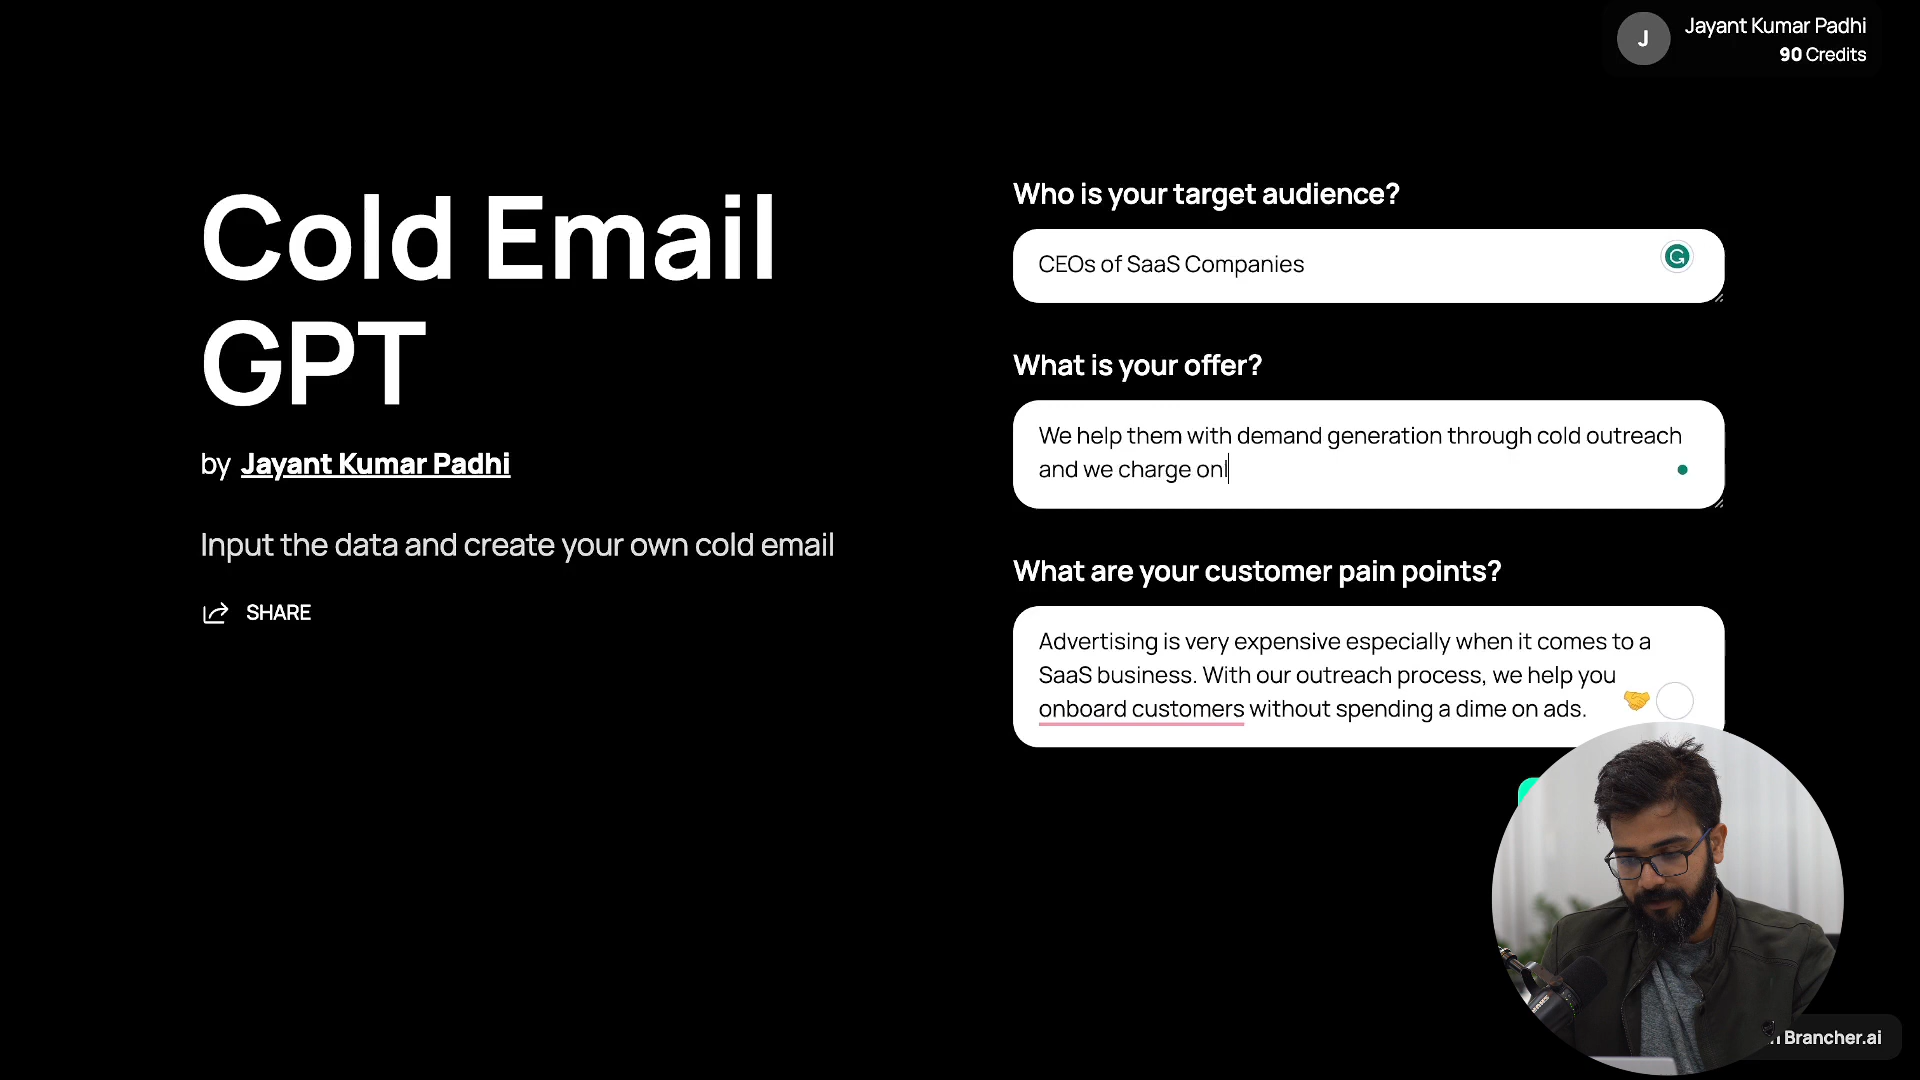 J
Jayant Kumar Padhi
90 Credits
Cold Email
GPT
by Jayant Kumar Padhi
Input the data and create your own cold email
SHARE
Who is your target audience?
CEOs of SaaS Companies
What is your offer?
We help them with demand generation through cold outreach
and we charge onl
What are your customer pain points?
Advertising is very expensive especially when it comes to a
SaaS business. With our outreach process, we help you
onboard customers without spending a dime on ads.
Brancher.ai